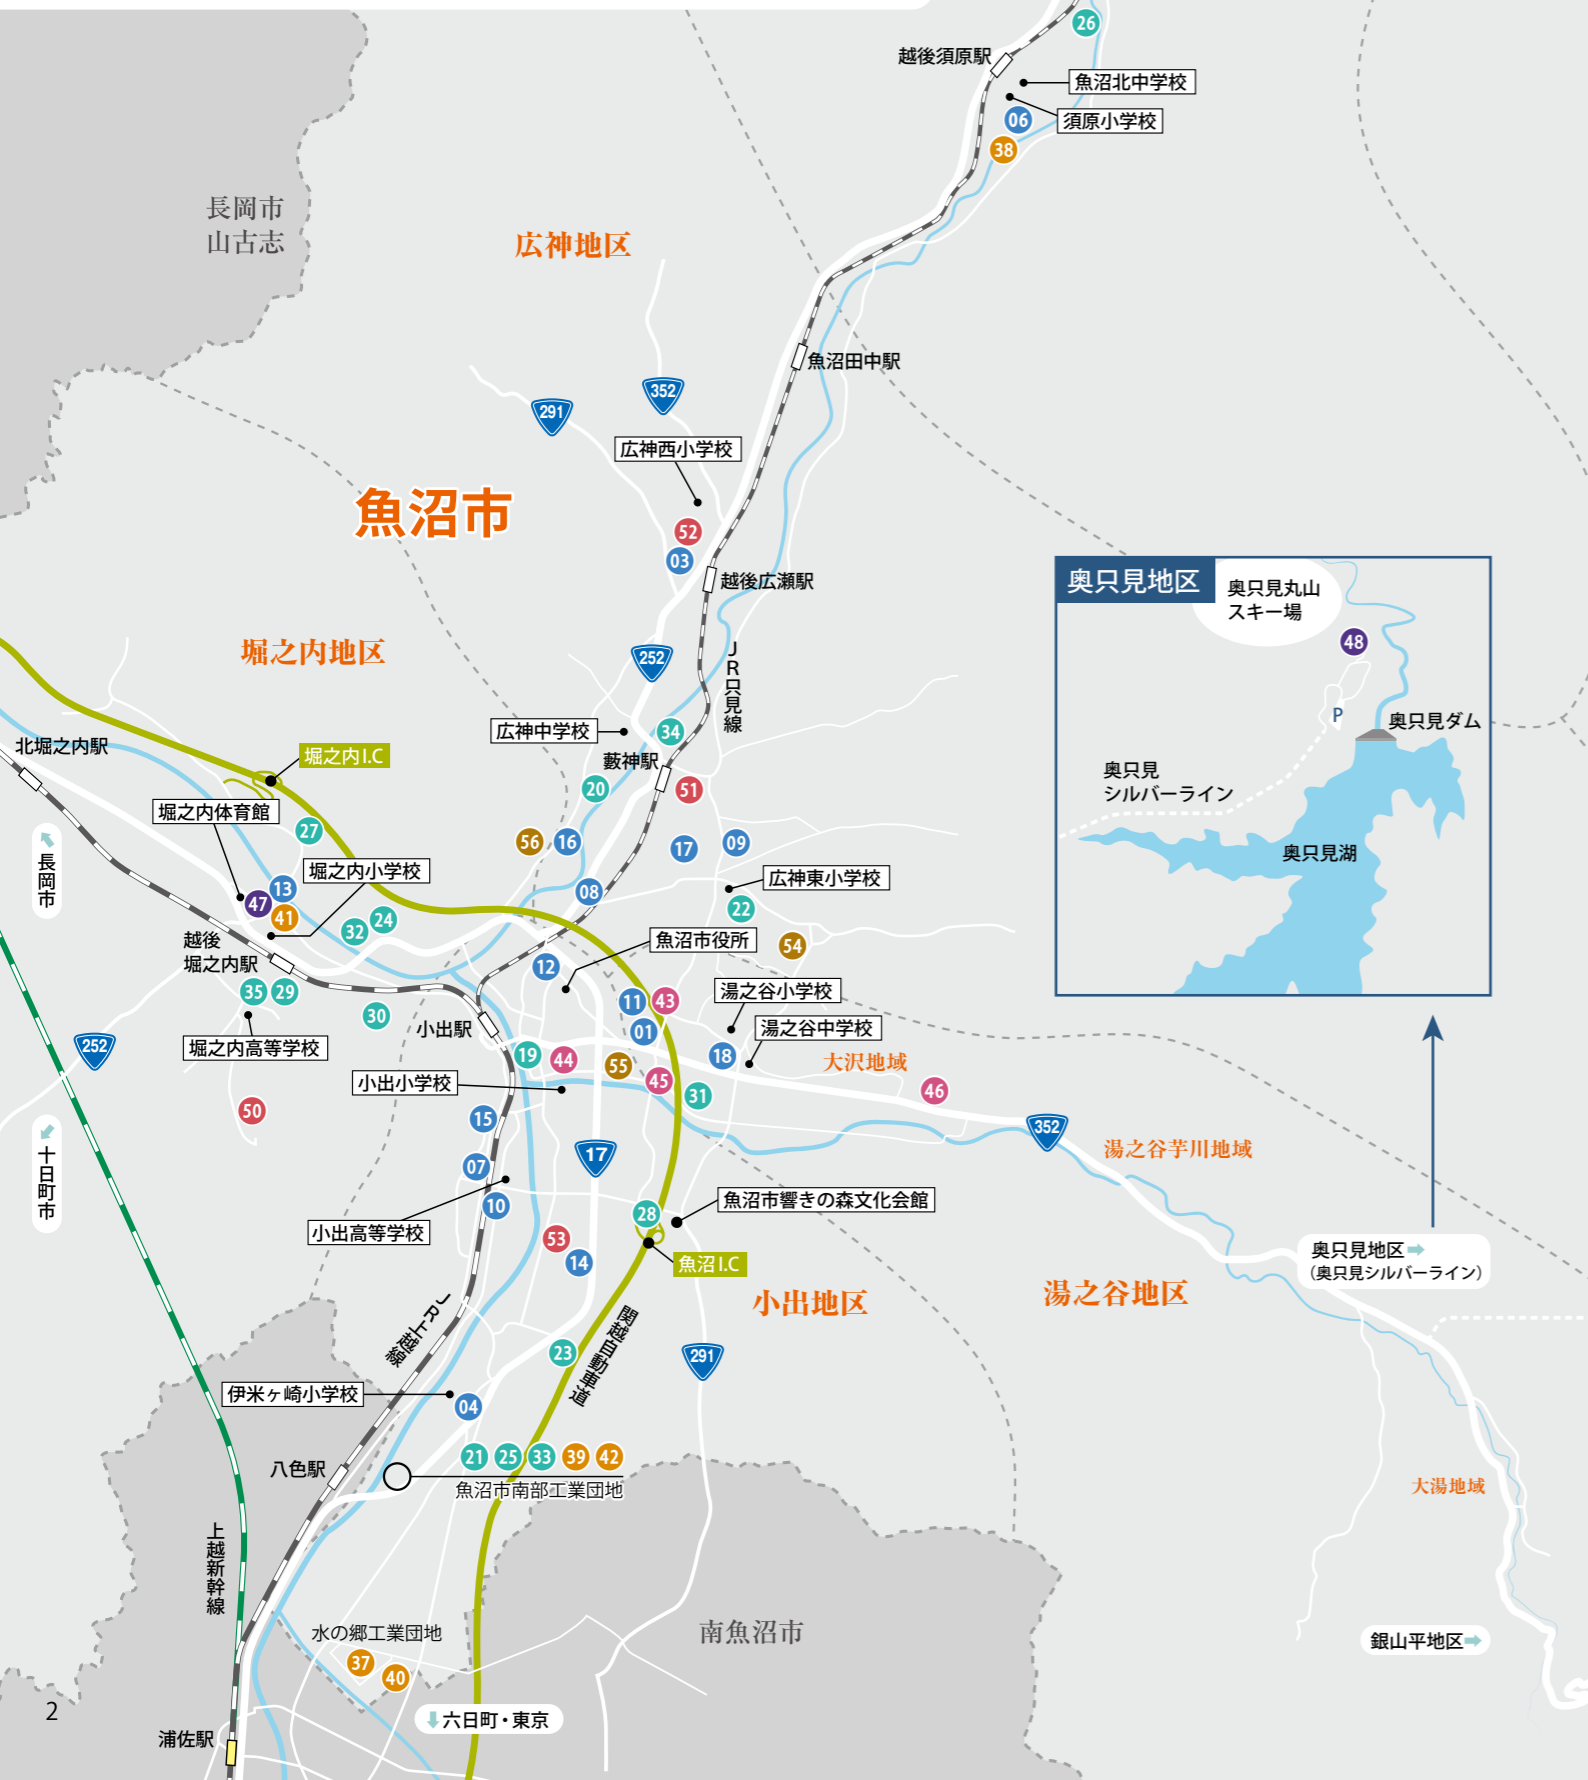 26
越後須原駅
魚沼北中学校
須原小学校
06
38
長岡市
山古志
広神地区
魚沼田中駅
352
291
広神西小学校
魚沼市
52
03
越後広瀬駅
奥只見地区
奥只見丸山
スキー場
48
P
奥只見ダム
奥只見
シルバーライン
奥只見湖
堀之内地区
252
JR只見線
広神中学校
34
藪神駅
北堀之内駅
堀之内I.C
20
51
堀之内体育館
27
56
16
17
09
長岡市
堀之内小学校
13
47
41
08
広神東小学校
22
32
24
越後
堀之内駅
魚沼市役所
54
12
35
29
30
小出駅
11
43
01
湯之谷小学校
湯之谷中学校
18
大沢地域
252
堀之内高等学校
19
44
55
45
31
46
小出小学校
50
15
352
17
湯之谷芋川地域
十日町市
07
10
28
魚沼市響きの森文化会館
小出高等学校
53
14
魚沼I.C
奥只見地区
（奥只見シルバーライン）
小出地区
湯之谷地区
JR上越線
関越自動車道
23
291
伊米ヶ崎小学校
04
21
25
33
39
42
魚沼市南部工業団地
八色駅
大湯地域
上越新幹線
水の郷工業団地
37
40
南魚沼市
銀山平地区
2
六日町・東京
浦佐駅